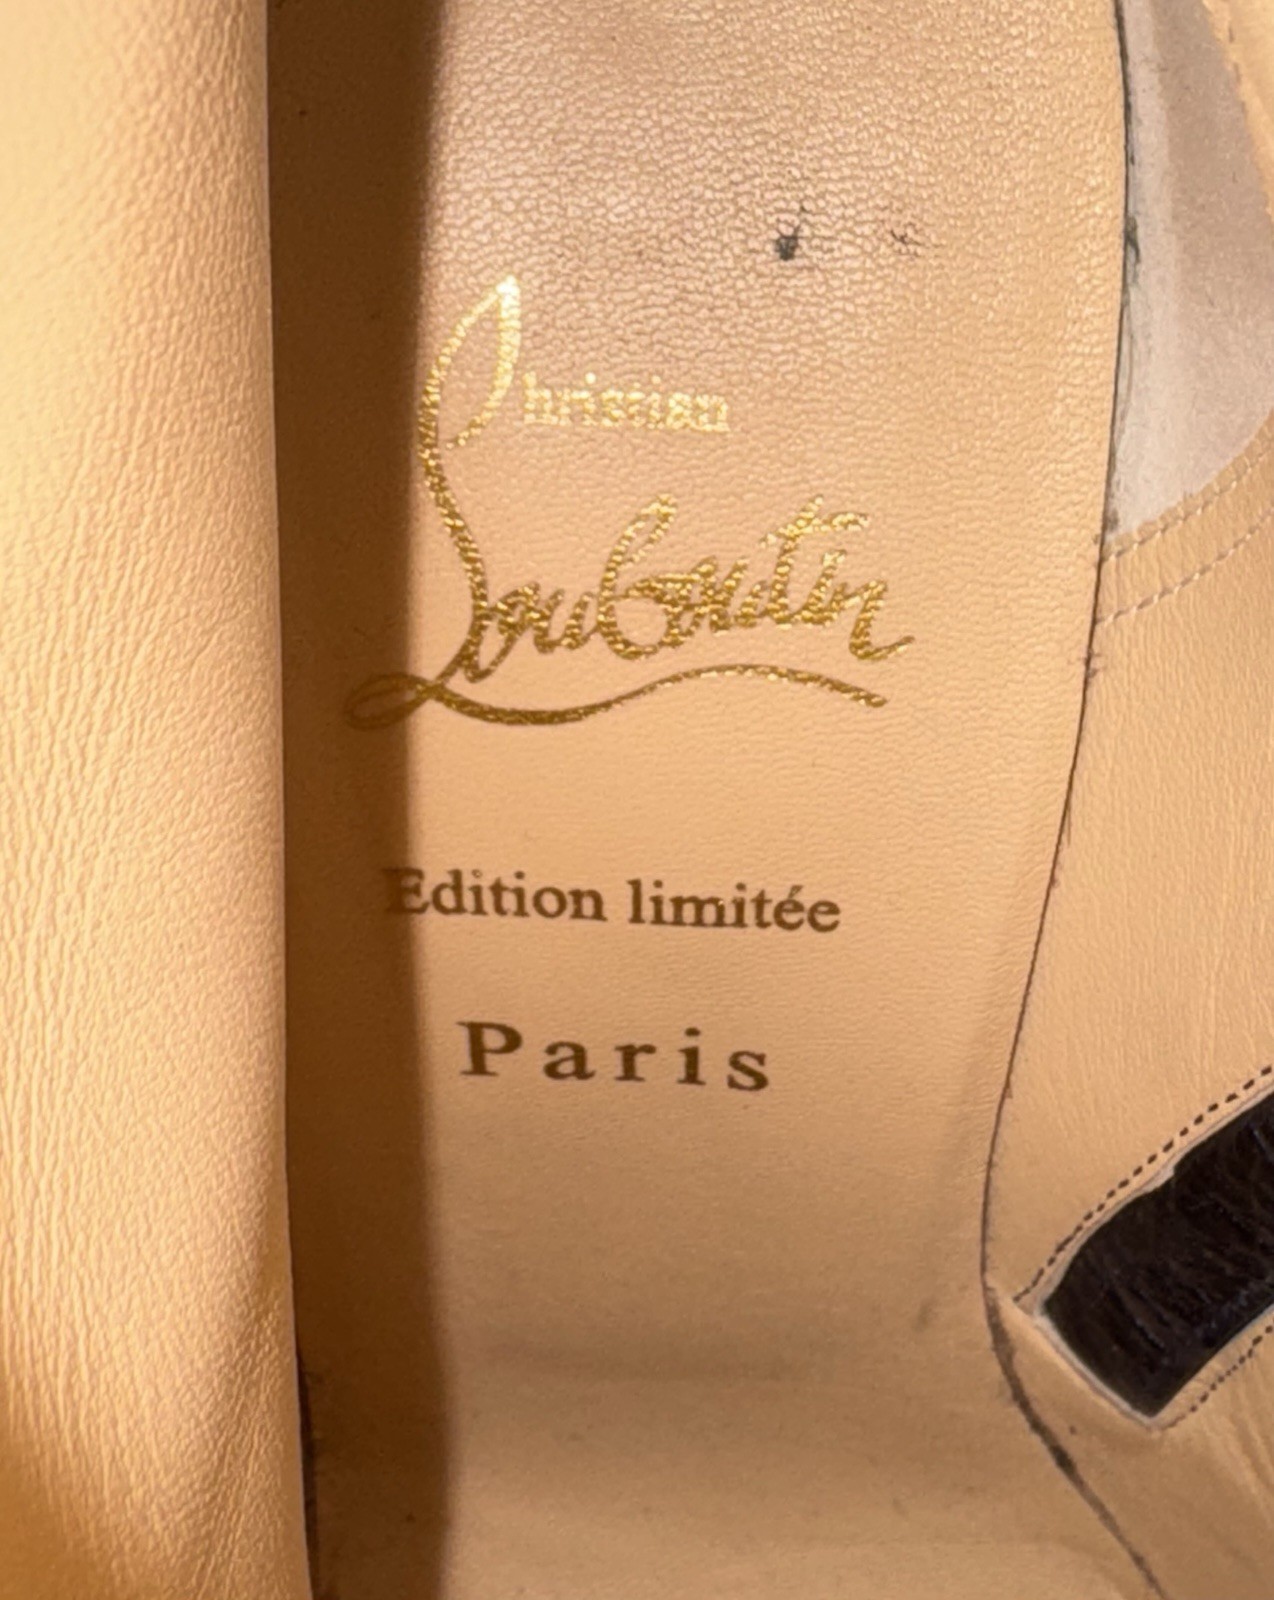 Christian
Louboutin
Edition limitée
Paris